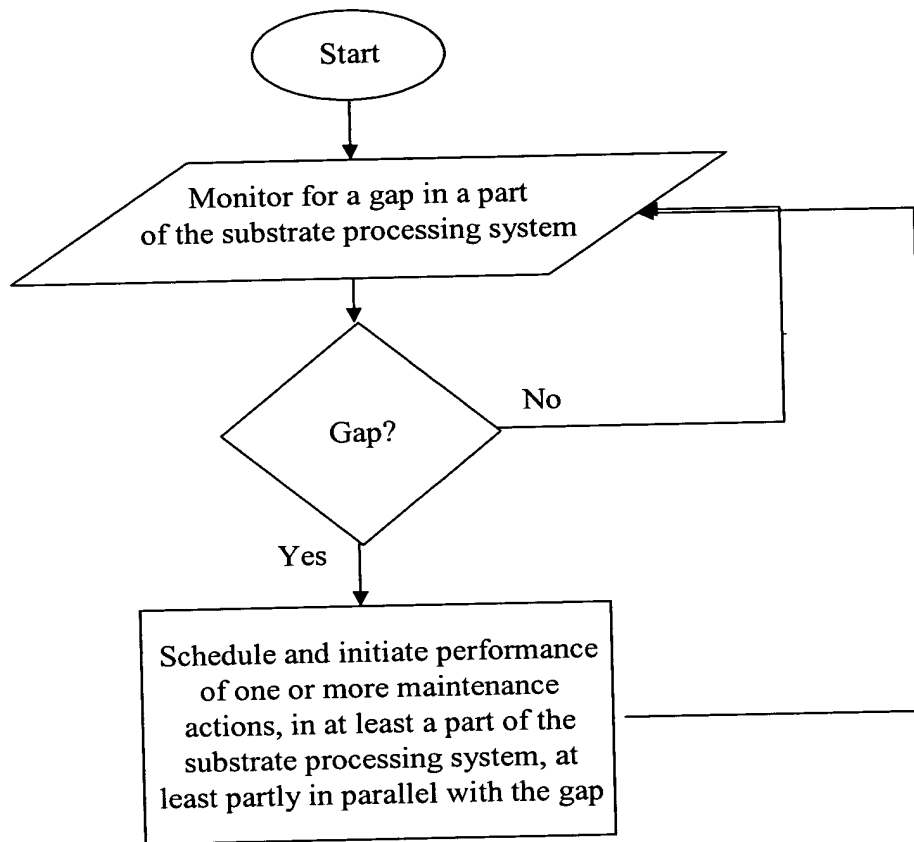 Start
Monitor for a gap in a part
of the substrate processing system
Gap?
No
Yes
Schedule and initiate performance
of one or more maintenance
actions, in at least a part of the
substrate processing system, at
least partly in parallel with the gap